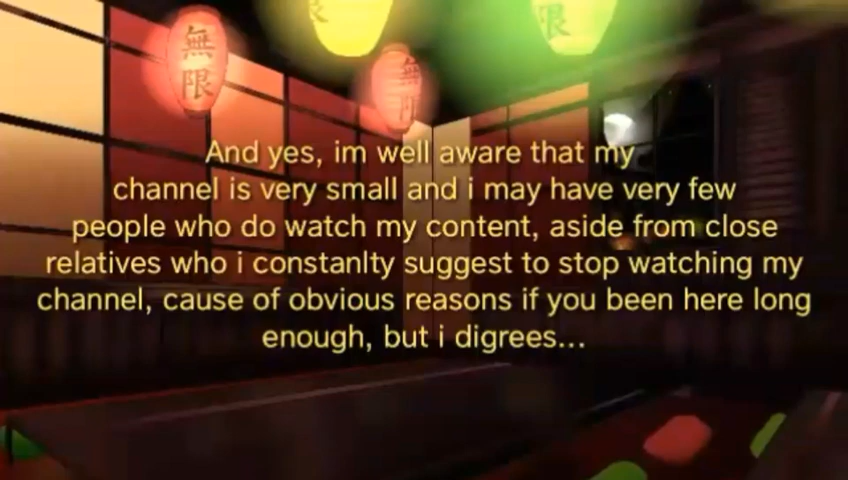 無限
無限
And yes, im well aware that my
channel is very small and i may have very few
people who do watch my content, aside from close
relatives who i constanlty suggest to stop watching my
channel, cause of obvious reasons if you been here long
enough, but i digrees...